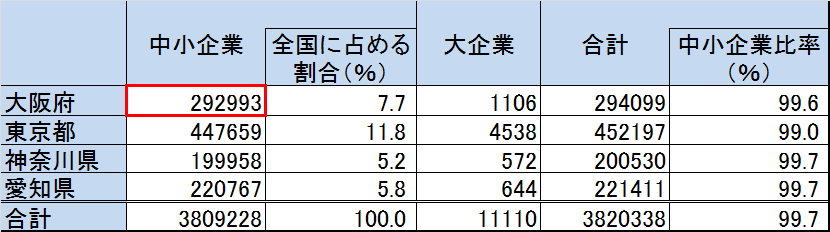 中小企業 全国に占める割合(%) 大企業 合計 中小企業比率(%)
大阪府 292993 7.7 1106 294099 99.6
東京都 447659 11.8 4538 452197 99.0
神奈川県 199958 5.2 572 200530 99.7
愛知県 220767 5.8 644 221411 99.7
合計 3809228 100.0 11110 3820338 99.7